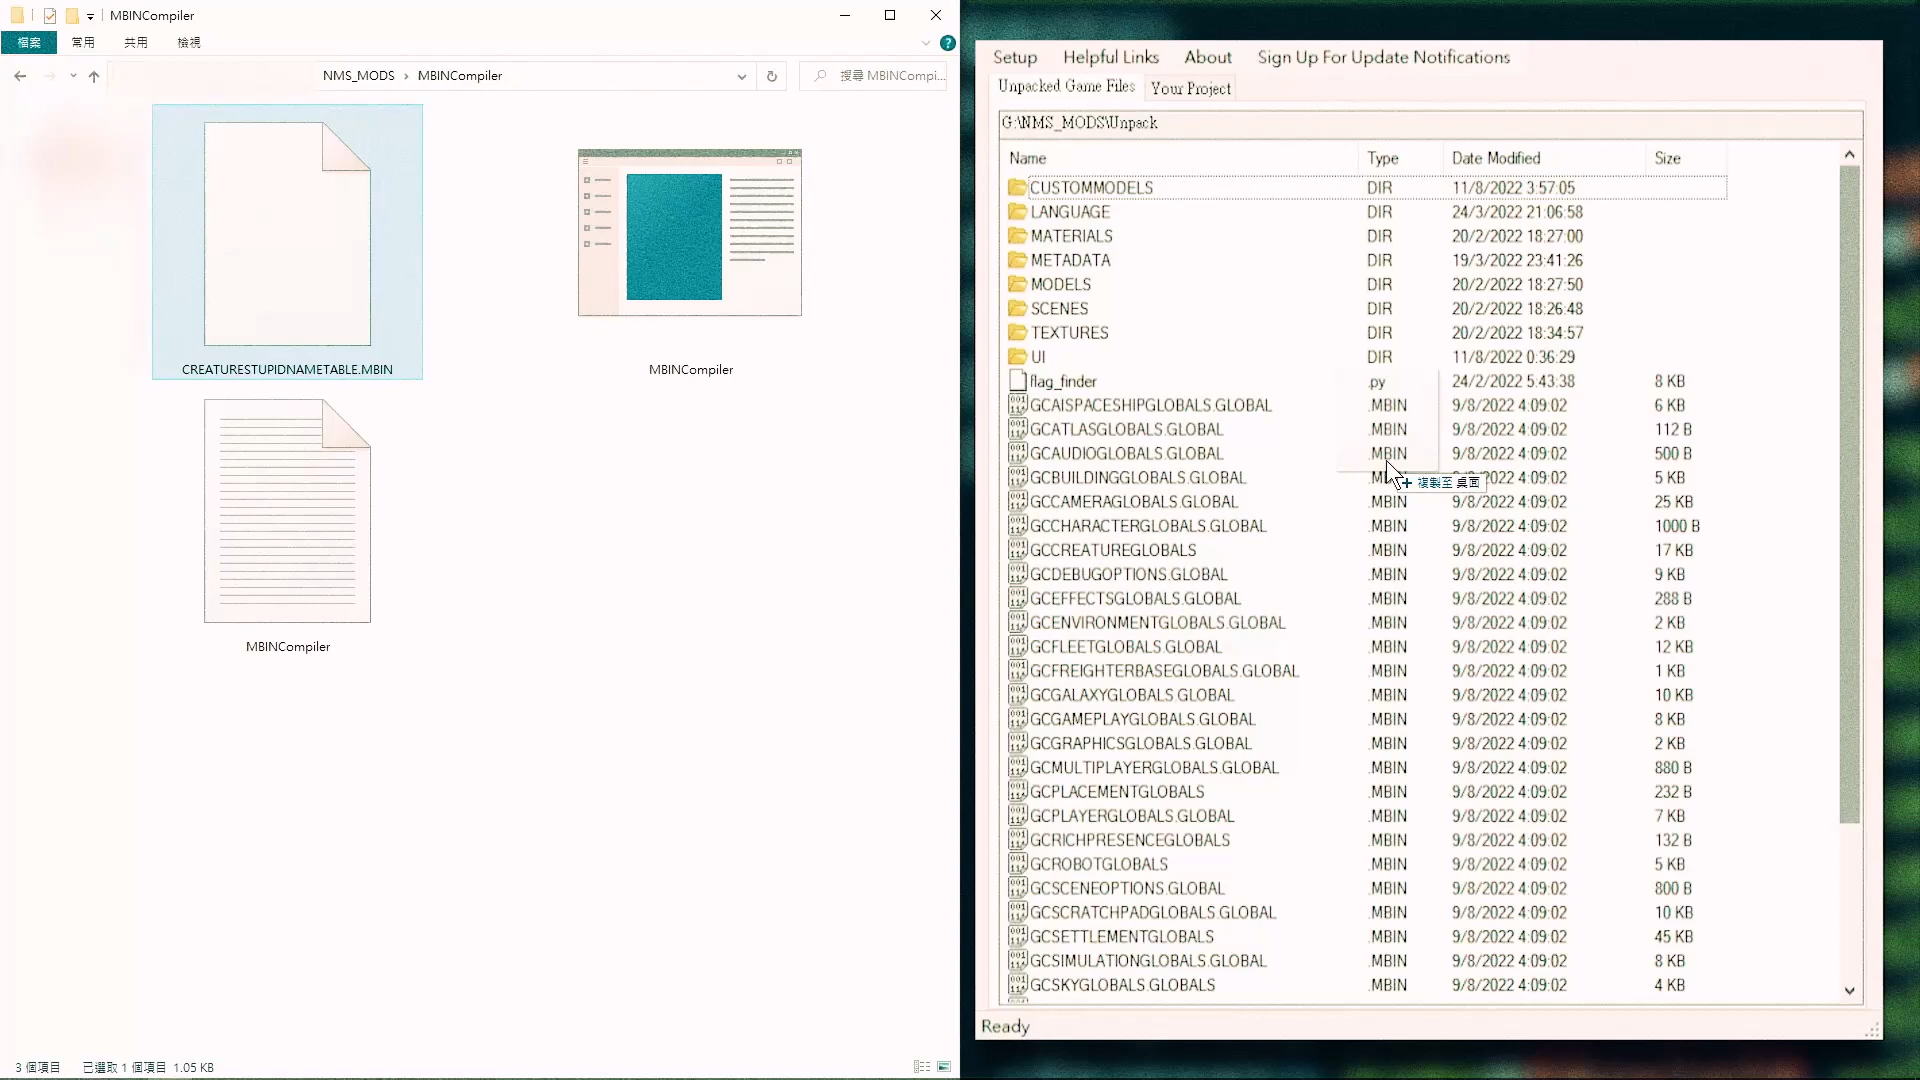 MBINCompiler
檔案 常用 共用 檢視
NMS_MODS › MBINCompiler
搜尋 MBINCompi...
CREATURESTUPIDNAMETABLE.MBIN
MBINCompiler
MBINCompiler
3 個項目 已選取 1 個項目 1.05 KB
Setup Helpful Links About Sign Up For Update Notifications
Unpacked Game Files Your Project
G:\NMS_MODS\Unpack
Name Type Date Modified Size
CUSTOMMODELS DIR 11/8/2022 3:57:05
LANGUAGE DIR 24/3/2022 21:06:58
MATERIALS DIR 20/2/2022 18:27:00
METADATA DIR 19/3/2022 23:41:26
MODELS DIR 20/2/2022 18:27:50
SCENES DIR 20/2/2022 18:26:48
TEXTURES DIR 20/2/2022 18:34:57
UI DIR 11/8/2022 0:36:29
flag_finder .py 24/2/2022 5:43:38 8 KB
GCAISPACESHIPGLOBALS.GLOBAL .MBIN 9/8/2022 4:09:02 6 KB
GCATLASGLOBALS.GLOBAL .MBIN 9/8/2022 4:09:02 112 B
GCAUDIOGLOBALS.GLOBAL .MBIN 9/8/2022 4:09:02 500 B
GCBUILDINGGLOBALS.GLOBAL 2022 4:09:02 5 KB
複製至 桌面
GCCAMERAGLOBALS.GLOBAL .MBIN 9/8/2022 4:09:02 25 KB
GCCHARACTERGLOBALS.GLOBAL .MBIN 9/8/2022 4:09:02 1000 B
GCCREATUREGLOBALS .MBIN 9/8/2022 4:09:02 17 KB
GCDEBUGOPTIONS.GLOBAL .MBIN 9/8/2022 4:09:02 9 KB
GCEFFECTSGLOBALS.GLOBAL .MBIN 9/8/2022 4:09:02 288 B
GCENVIRONMENTGLOBALS.GLOBAL .MBIN 9/8/2022 4:09:02 2 KB
GCFLEETGLOBALS.GLOBAL .MBIN 9/8/2022 4:09:02 12 KB
GCFREIGHTERBASEGLOBALS.GLOBAL .MBIN 9/8/2022 4:09:02 1 KB
GCGALAXYGLOBALS.GLOBAL .MBIN 9/8/2022 4:09:02 10 KB
GCGAMEPLAYGLOBALS.GLOBAL .MBIN 9/8/2022 4:09:02 8 KB
GCGRAPHICSGLOBALS.GLOBAL .MBIN 9/8/2022 4:09:02 2 KB
GCMULTIPLAYERGLOBALS.GLOBAL .MBIN 9/8/2022 4:09:02 880 B
GCPLACEMENTGLOBALS .MBIN 9/8/2022 4:09:02 232 B
GCPLAYERGLOBALS.GLOBAL .MBIN 9/8/2022 4:09:02 7 KB
GCRICHPRESENCEGLOBALS .MBIN 9/8/2022 4:09:02 132 B
GCROBOTGLOBALS .MBIN 9/8/2022 4:09:02 5 KB
GCSCENEOPTIONS.GLOBAL .MBIN 9/8/2022 4:09:02 800 B
GCSCRATCHPADGLOBALS.GLOBAL .MBIN 9/8/2022 4:09:02 10 KB
GCSETTLEMENTGLOBALS .MBIN 9/8/2022 4:09:02 45 KB
GCSIMULATIONGLOBALS.GLOBAL .MBIN 9/8/2022 4:09:02 8 KB
GCSKYGLOBALS.GLOBALS .MBIN 9/8/2022 4:09:02 4 KB
Ready